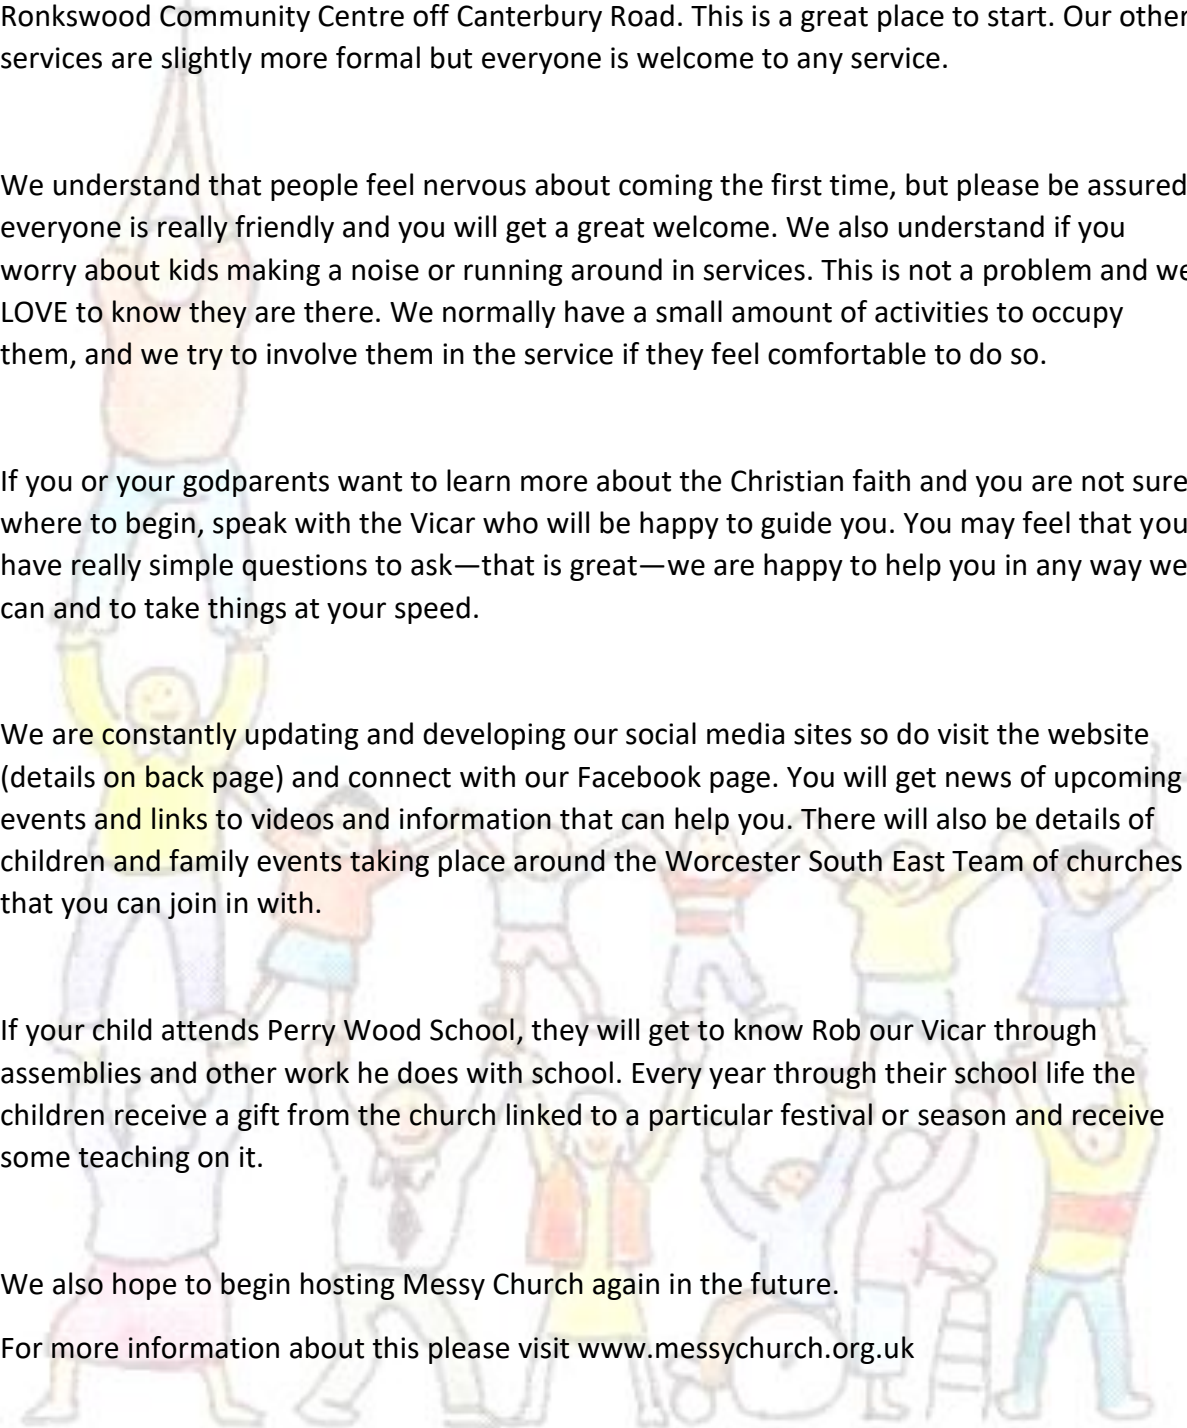 Ronkswood Community Centre off Canterbury Road. This is a great place to start. Our other
services are slightly more formal but everyone is welcome to any service.
We understand that people feel nervous about coming the first time, but please be assured
everyone is really friendly and you will get a great welcome. We also understand if you
worry about kids making a noise or running around in services. This is not a problem and we
LOVE to know they are there. We normally have a small amount of activities to occupy
them, and we try to involve them in the service if they feel comfortable to do so.
If you or your godparents want to learn more about the Christian faith and you are not sure
where to begin, speak with the Vicar who will be happy to guide you. You may feel that you
have really simple questions to ask—that is great—we are happy to help you in any way we
can and to take things at your speed.
We are constantly updating and developing our social media sites so do visit the website
(details on back page) and connect with our Facebook page. You will get news of upcoming
events and links to videos and information that can help you. There will also be details of
children and family events taking place around the Worcester South East Team of churches
that you can join in with.
If your child attends Perry Wood School, they will get to know Rob our Vicar through
assemblies and other work he does with school. Every year through their school life the
children receive a gift from the church linked to a particular festival or season and receive
some teaching on it.
We also hope to begin hosting Messy Church again in the future.
For more information about this please visit www.messychurch.org.uk